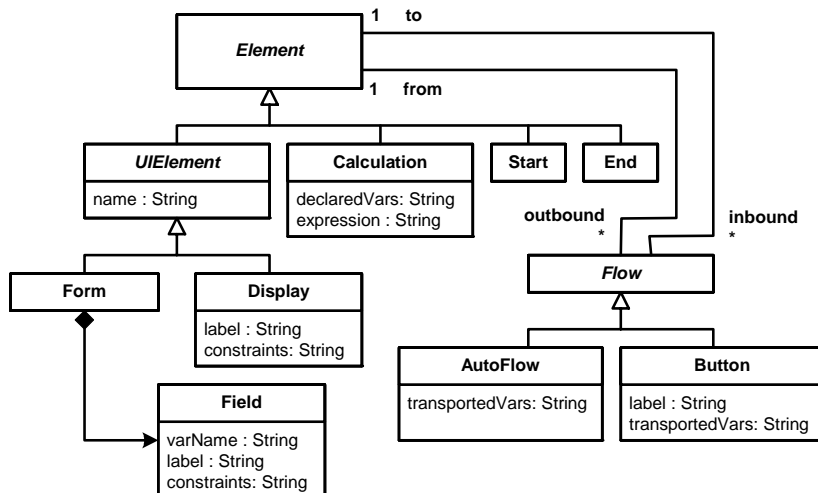 1 to
Element
1 from
UIElement
name : String
Calculation
declaredVars: String
expression : String
Start
End
outbound
*
inbound
*
Flow
Form
Display
label : String
constraints: String
AutoFlow
transportedVars: String
Button
label : String
transportedVars: String
Field
varName : String
label : String
constraints: String